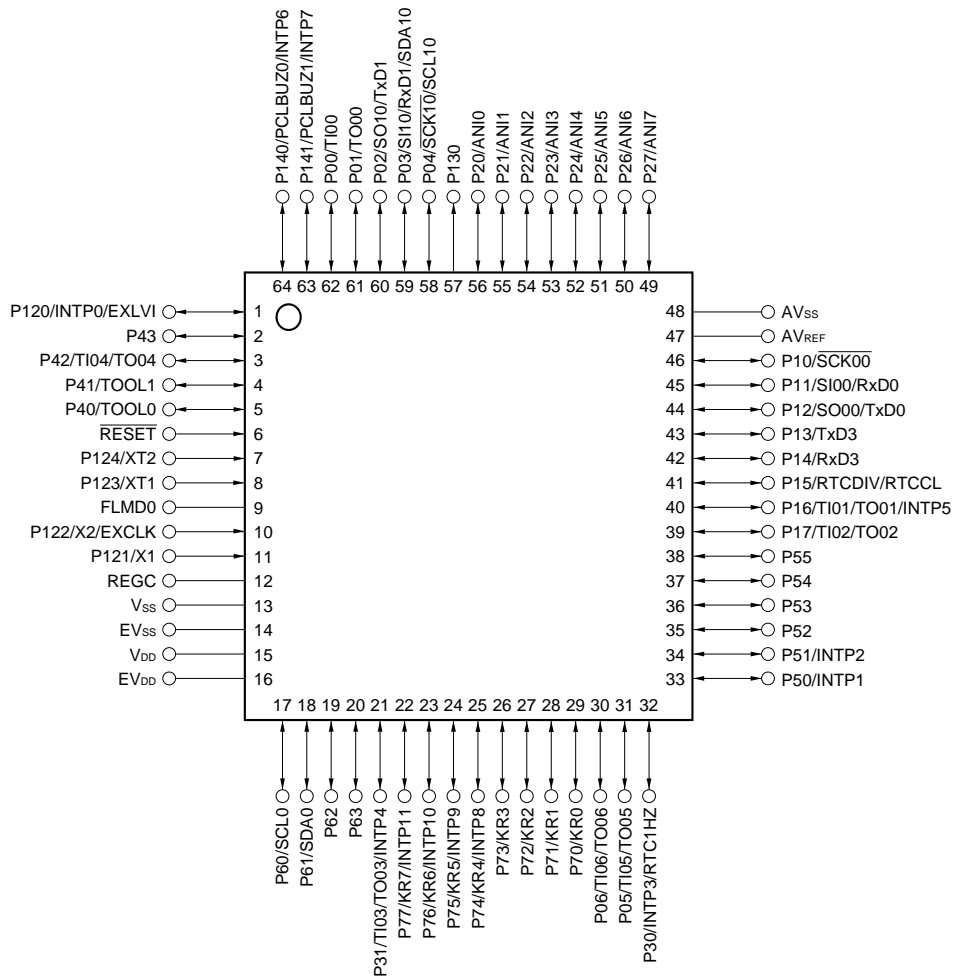 P140/PCLBUZ0/INTP6
P141/PCLBUZ1/INTP7
P00/TI00
P01/TO00
P02/SO10/TxD1
P03/SI10/RxD1/SDA10
P04/SCK10/SCL10
P130
P20/ANI0
P21/ANI1
P22/ANI2
P23/ANI3
P24/ANI4
P25/ANI5
P26/ANI6
P27/ANI7
64 63 62 61 60 59 58 57 56 55 54 53 52 51 50 49
P120/INTP0/EXLVI 1
P43 2
P42/TI04/TO04 3
P41/TOOL1 4
P40/TOOL0 5
RESET 6
P124/XT2 7
P123/XT1 8
FLMD0 9
P122/X2/EXCLK 10
P121/X1 11
REGC 12
VSS 13
EVSS 14
VDD 15
EVDD 16
48 AVSS
47 AVREF
46 P10/SCK00
45 P11/SI00/RxD0
44 P12/SO00/TxD0
43 P13/TxD3
42 P14/RxD3
41 P15/RTCDIV/RTCCL
40 P16/TI01/TO01/INTP5
39 P17/TI02/TO02
38 P55
37 P54
36 P53
35 P52
34 P51/INTP2
33 P50/INTP1
17 18 19 20 21 22 23 24 25 26 27 28 29 30 31 32
P60/SCL0
P61/SDA0
P62
P63
P31/TI03/TO03/INTP4
P77/KR7/INTP11
P76/KR6/INTP10
P75/KR5/INTP9
P74/KR4/INTP8
P73/KR3
P72/KR2
P71/KR1
P70/KR0
P06/TI06/TO06
P05/TI05/TO05
P30/INTP3/RTC1HZ